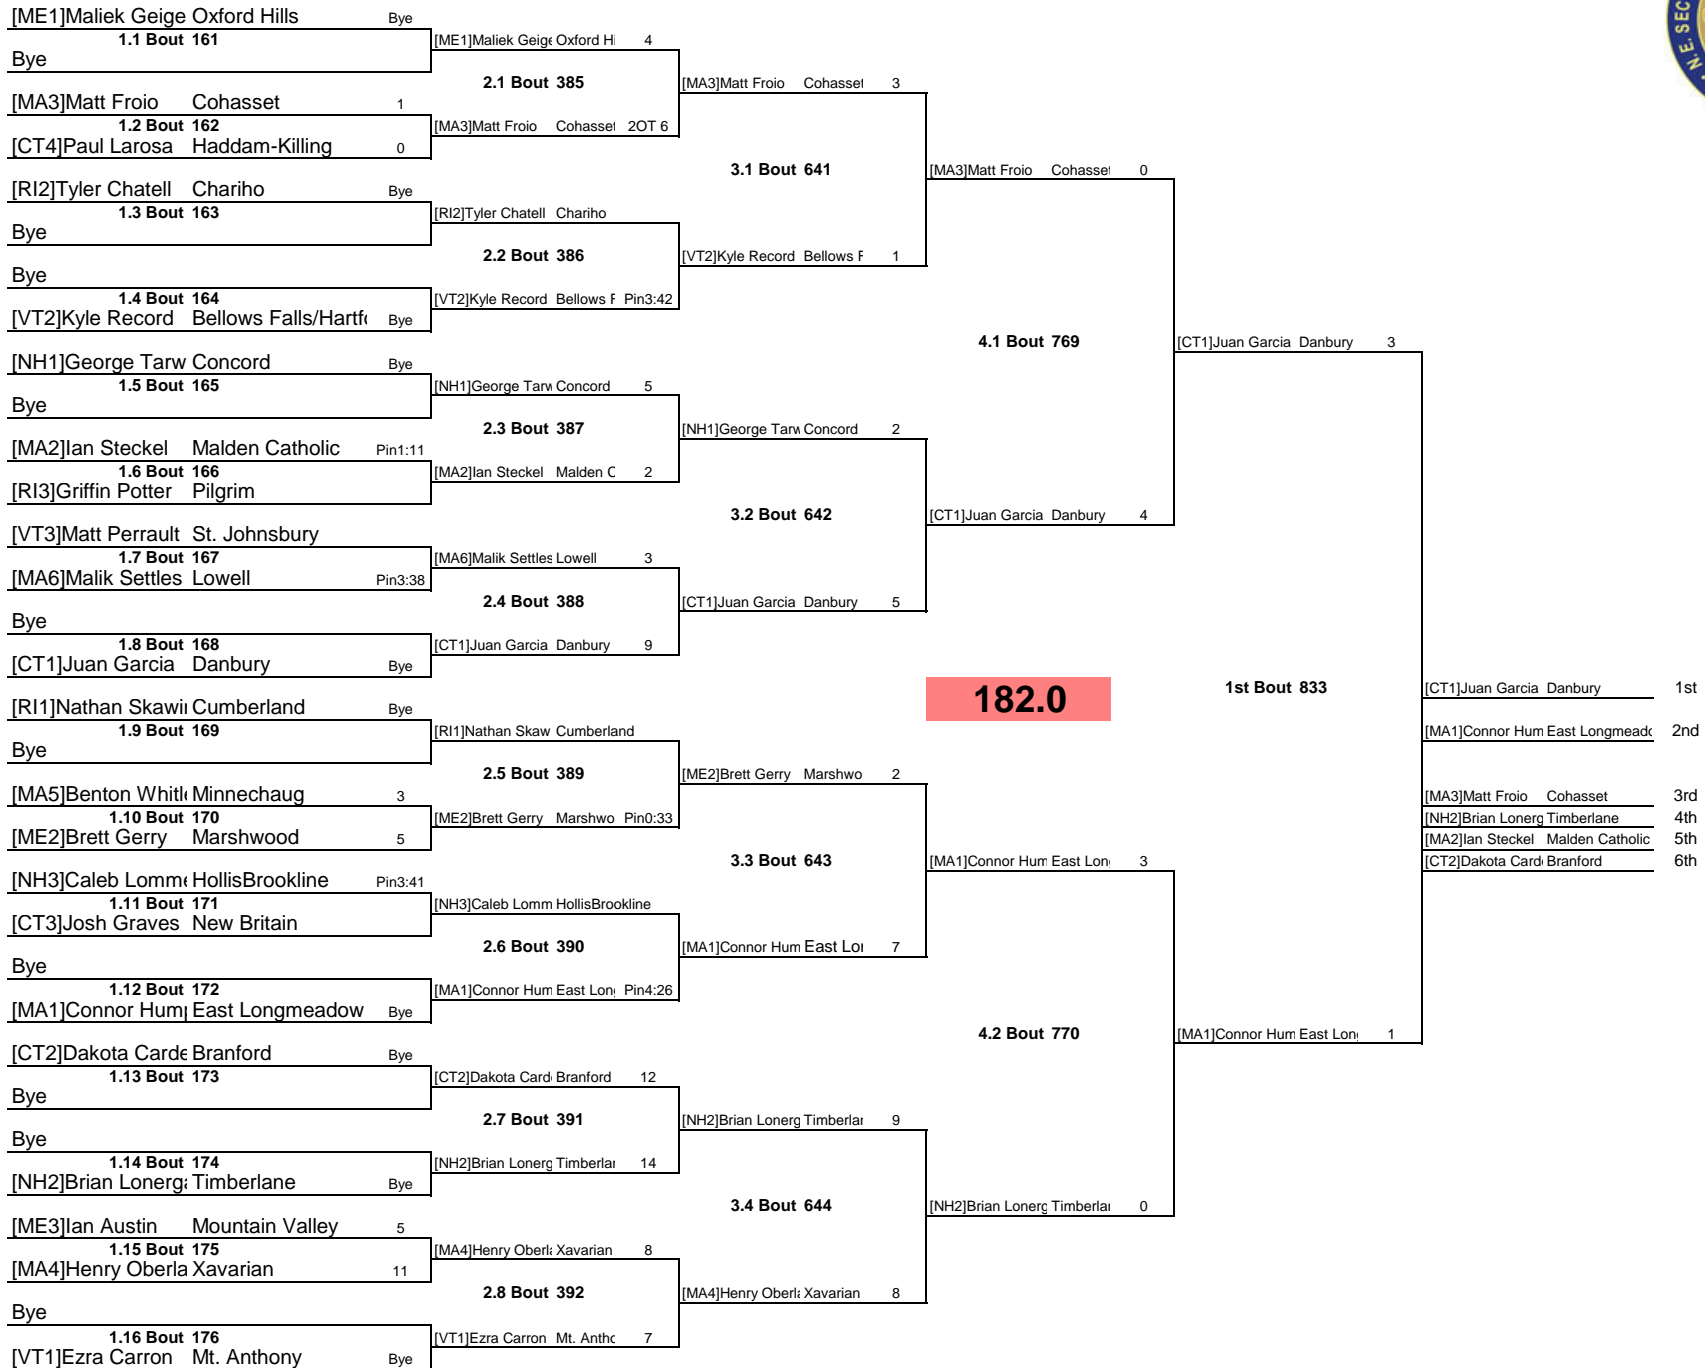 [ME1]Maliek Geige Oxford Hills Bye
1.1 Bout 161
Bye
[MA3]Matt Froio Cohasset 1
1.2 Bout 162
[CT4]Paul Larosa Haddam-Killing 0
[RI2]Tyler Chatell Chariho Bye
1.3 Bout 163
Bye
Bye
1.4 Bout 164
[VT2]Kyle Record Bellows Falls/Hartf Bye
[NH1]George Tarw Concord Bye
1.5 Bout 165
Bye
[MA2]Ian Steckel Malden Catholic Pin1:11
1.6 Bout 166
[RI3]Griffin Potter Pilgrim
[VT3]Matt Perrault St. Johnsbury
1.7 Bout 167
[MA6]Malik Settles Lowell Pin3:38
Bye
1.8 Bout 168
[CT1]Juan Garcia Danbury Bye
[RI1]Nathan Skawi Cumberland Bye
1.9 Bout 169
Bye
[MA5]Benton Whitl Minnechaug 3
1.10 Bout 170
[ME2]Brett Gerry Marshwood 5
[NH3]Caleb Lomm HollisBrookline Pin3:41
1.11 Bout 171
[CT3]Josh Graves New Britain
Bye
1.12 Bout 172
[MA1]Connor Hum East Longmeadow Bye
[CT2]Dakota Carde Branford Bye
1.13 Bout 173
Bye
Bye
1.14 Bout 174
[NH2]Brian Lonerg Timberlane Bye
[ME3]Ian Austin Mountain Valley 5
1.15 Bout 175
[MA4]Henry Oberla Xavarian 11
Bye
1.16 Bout 176
[VT1]Ezra Carron Mt. Anthony Bye
[ME1]Maliek Geige Oxford H 4
2.1 Bout 385
[MA3]Matt Froio Cohasset 2OT 6
[RI2]Tyler Chatell Chariho
2.2 Bout 386
[VT2]Kyle Record Bellows F Pin3:42
[NH1]George Tarw Concord 5
2.3 Bout 387
[MA2]Ian Steckel Malden C 2
[MA6]Malik Settles Lowell 3
2.4 Bout 388
[CT1]Juan Garcia Danbury 9
[RI1]Nathan Skaw Cumberland
2.5 Bout 389
[ME2]Brett Gerry Marshwo Pin0:33
[NH3]Caleb Lomm HollisBrookline
2.6 Bout 390
[MA1]Connor Hum East Lon Pin4:26
[CT2]Dakota Card Branford 12
2.7 Bout 391
[NH2]Brian Lonerg Timberla 14
[MA4]Henry Oberl Xavarian 8
2.8 Bout 392
[VT1]Ezra Carron Mt. Antho 7
[MA3]Matt Froio Cohasset 3
3.1 Bout 641
[VT2]Kyle Record Bellows F 1
[NH1]George Tarw Concord 2
3.2 Bout 642
[CT1]Juan Garcia Danbury 5
[ME2]Brett Gerry Marshwo 2
3.3 Bout 643
[MA1]Connor Hum East Lo 7
[NH2]Brian Lonerg Timberla 9
3.4 Bout 644
[MA4]Henry Oberl Xavarian 8
[MA3]Matt Froio Cohasset 0
4.1 Bout 769
[CT1]Juan Garcia Danbury 4
182.0
[MA1]Connor Hum East Lon 3
4.2 Bout 770
[NH2]Brian Lonerg Timberla 0
[CT1]Juan Garcia Danbury 3
1st Bout 833
[MA1]Connor Hum East Lon 1
[CT1]Juan Garcia Danbury 1st
[MA1]Connor Hum East Longmead 2nd
[MA3]Matt Froio Cohasset 3rd
[NH2]Brian Lonerg Timberlane 4th
[MA2]Ian Steckel Malden Catholic 5th
[CT2]Dakota Card Branford 6th
N.E. SEC